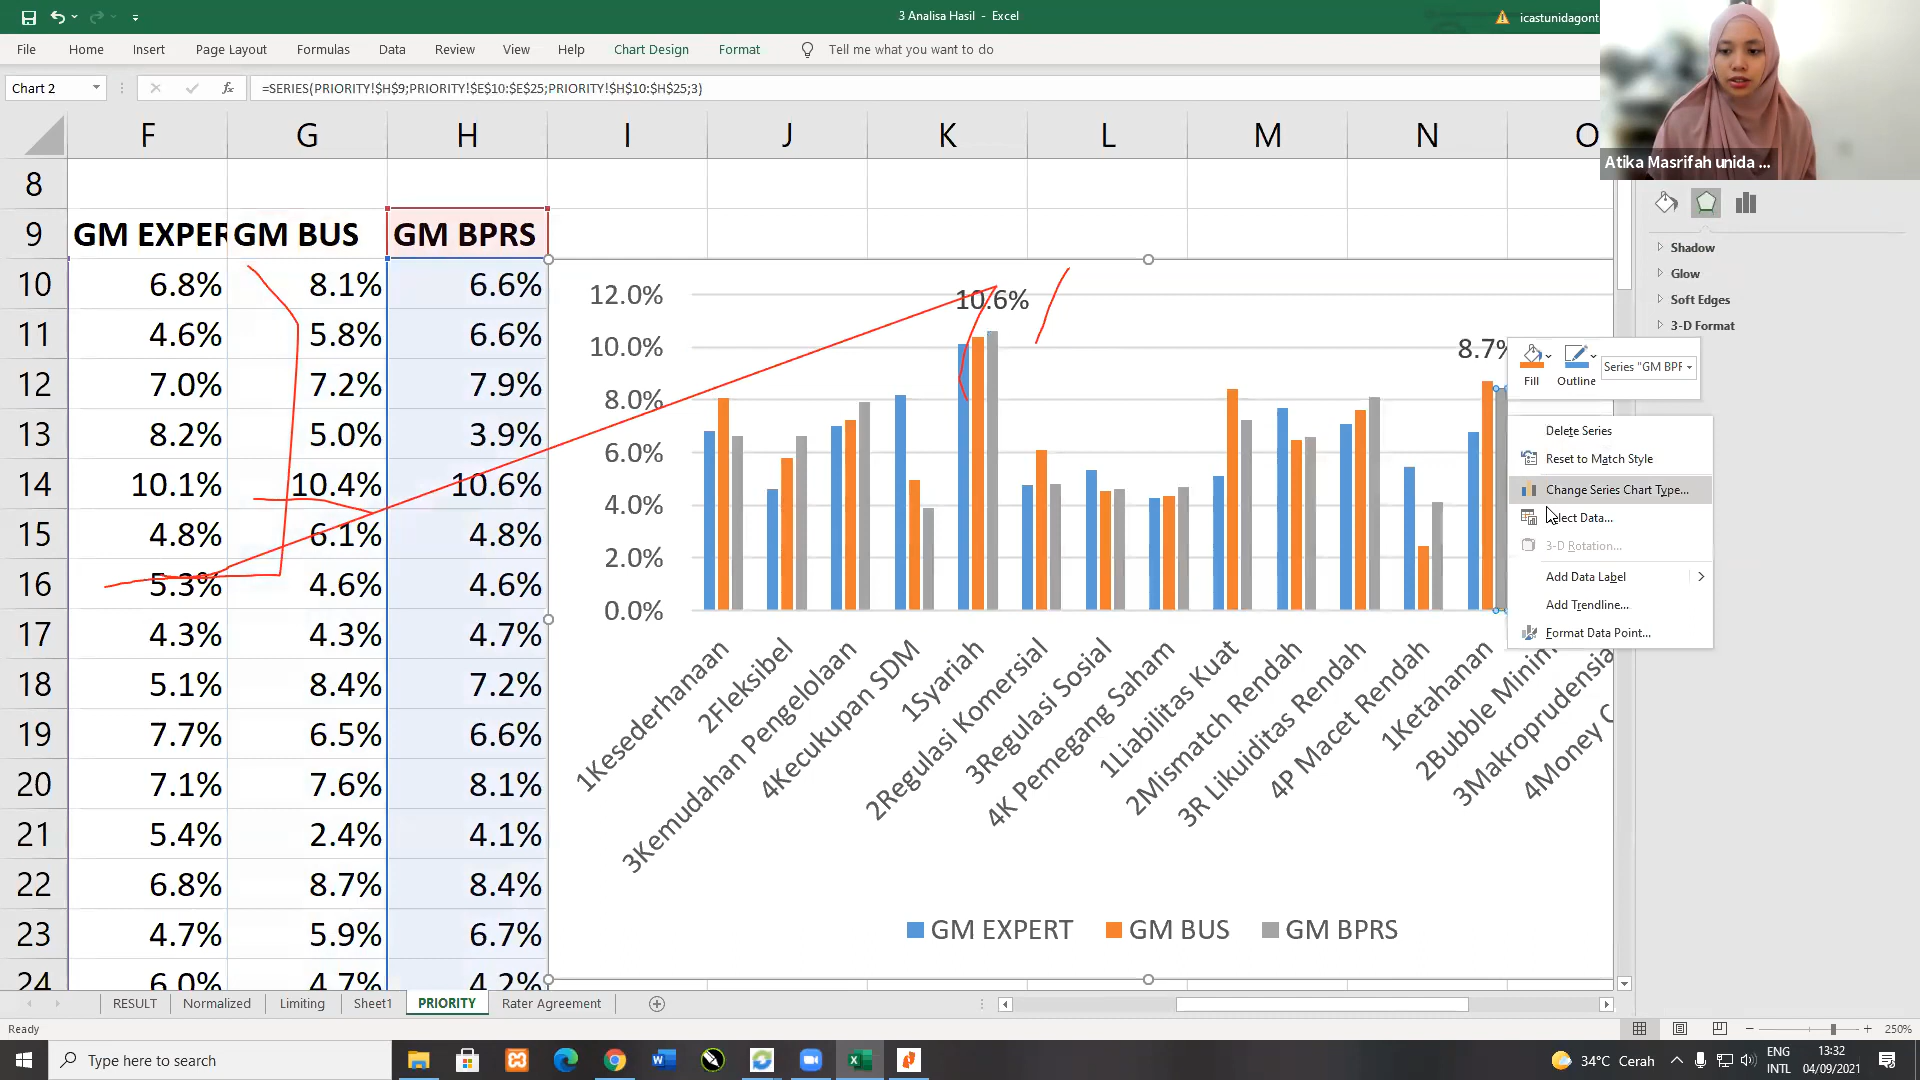 3 Analisa Hasil - Excel
icastunidagont
File Home Insert Page Layout Formulas Data Review View Help Chart Design Format Tell me what you want to do
Chart 2
fx
=SERIES(PRIORITY!$H$9;PRIORITY!$E$10:$E$25;PRIORITY!$H$10:$H$25;3)
Atika Masrifah unida ...
F G H I J K L M N O
8
9 GM EXPER GM BUS GM BPRS
10 6.8% 8.1% 6.6%
11 4.6% 5.8% 6.6%
12 7.0% 7.2% 7.9%
13 8.2% 5.0% 3.9%
14 10.1% 10.4% 10.6%
15 4.8% 6.1% 4.8%
16 5.3% 4.6% 4.6%
17 4.3% 4.3% 4.7%
18 5.1% 8.4% 7.2%
19 7.7% 6.5% 6.6%
20 7.1% 7.6% 8.1%
21 5.4% 2.4% 4.1%
22 6.8% 8.7% 8.4%
23 4.7% 5.9% 6.7%
24 6.0% 4.7% 4.2%
12.0%
10.0%
8.0%
6.0%
4.0%
2.0%
0.0%
10.6%
8.7%
1Kesederhanaan
2Fleksibel
3Kemudahan Pengelolaan
4Kecukupan SDM
1Syariah
2Regulasi Komersial
3Regulasi Sosial
4K Pemegang Saham
1Liabilitas Kuat
2Mismatch Rendah
3R Likuiditas Rendah
4P Macet Rendah
1Ketahanan
2Bubble Minim
3Makroprudensia
4Money C
GM EXPERT GM BUS GM BPRS
Shadow
Glow
Soft Edges
3-D Format
Fill Outline
Series "GM BPF
Delete Series
Reset to Match Style
Change Series Chart Type...
lect Data...
3-D Rotation...
Add Data Label
Add Trendline...
Format Data Point...
RESULT Normalized Limiting Sheet1 PRIORITY Rater Agreement
Ready
250%
Type here to search
34°C Cerah
ENG
INTL
13:32
04/09/2021